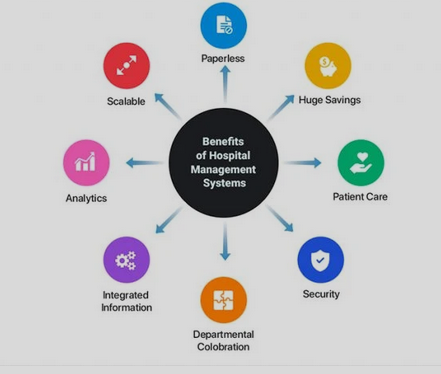 Paperless
Huge Savings
Patient Care
Security
Departmental
Colobration
Integrated
Information
Analytics
Scalable
Benefits
of Hospital
Management
Systems